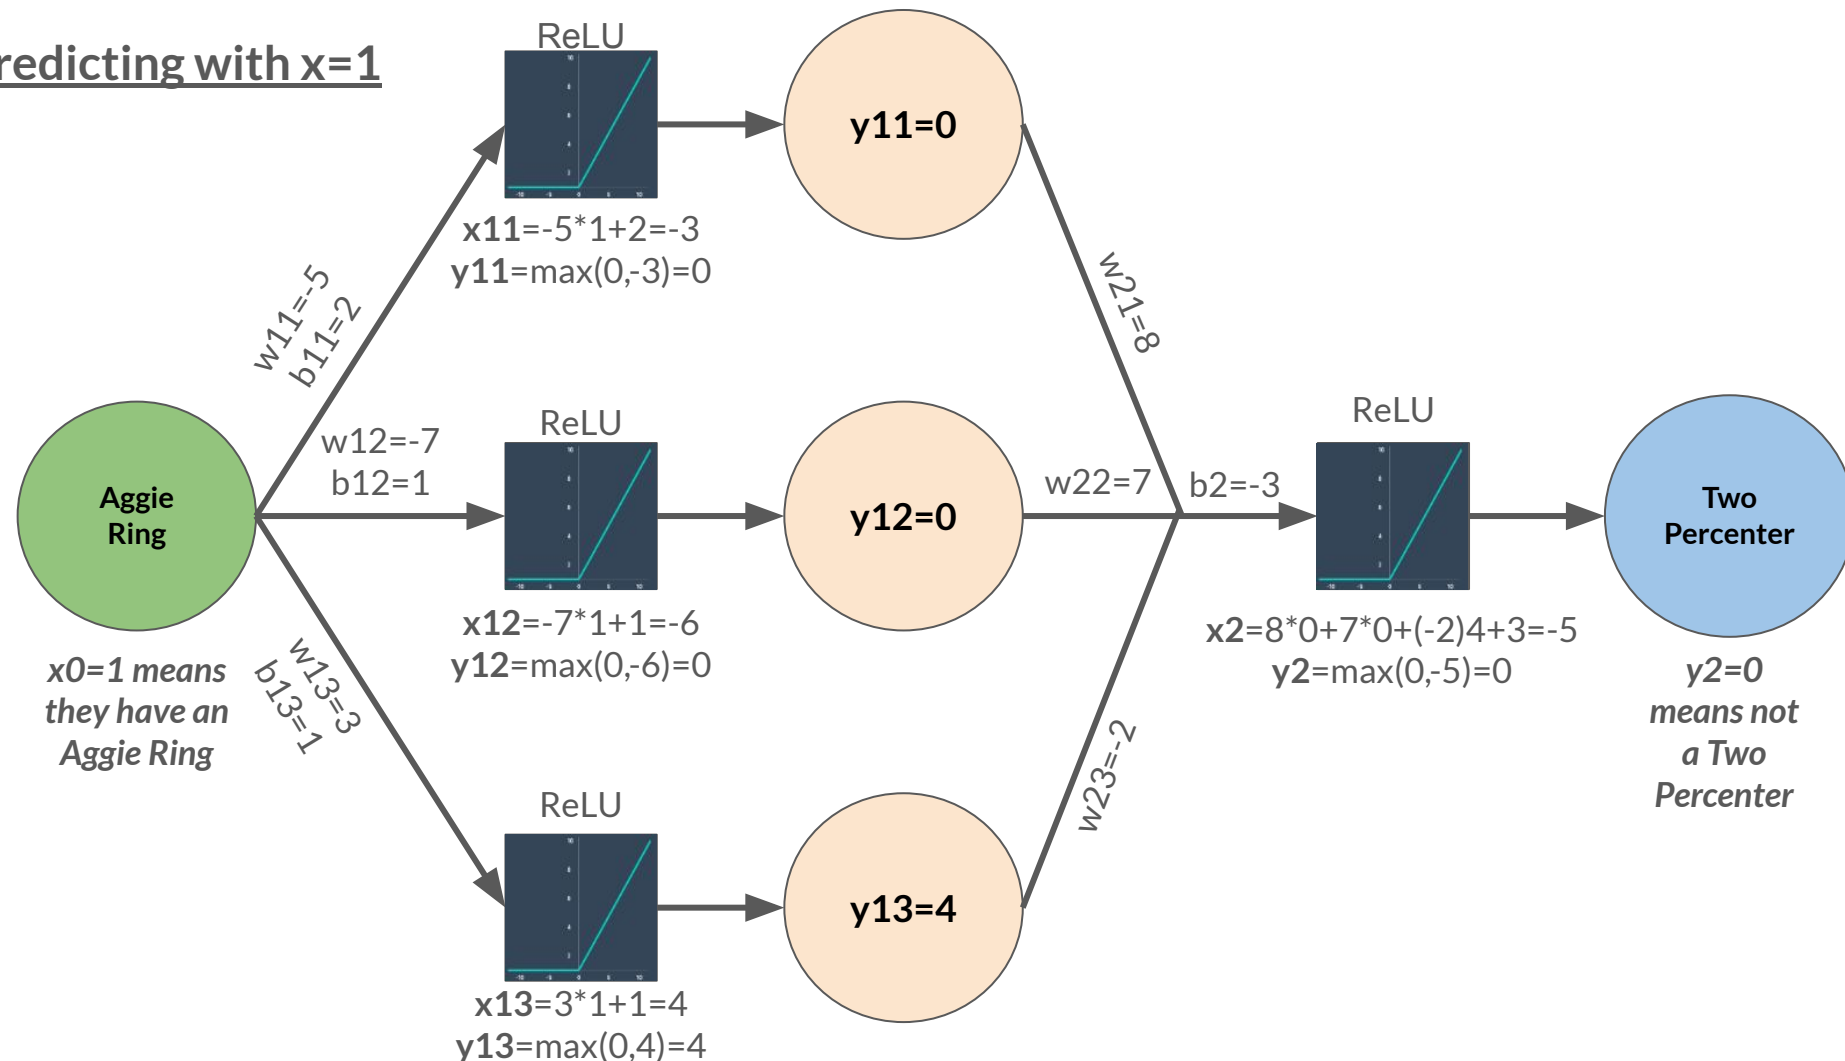 redicting with x=1
ReLU
x11=-5*1+2=-3
y11=max(0,-3)=0
y11=0
w11=-5
b11=2
w21=8
Aggie
Ring
x0=1 means
they have an
Aggie Ring
w12=-7
b12=1
ReLU
x12=-7*1+1=-6
y12=max(0,-6)=0
y12=0
w22=7
b2=-3
ReLU
x2=8*0+7*0+(-2)4+3=-5
y2=max(0,-5)=0
Two
Percenter
y2=0
means not
a Two
Percenter
w13=3
b13=1
ReLU
x13=3*1+1=4
y13=max(0,4)=4
y13=4
w23=-2